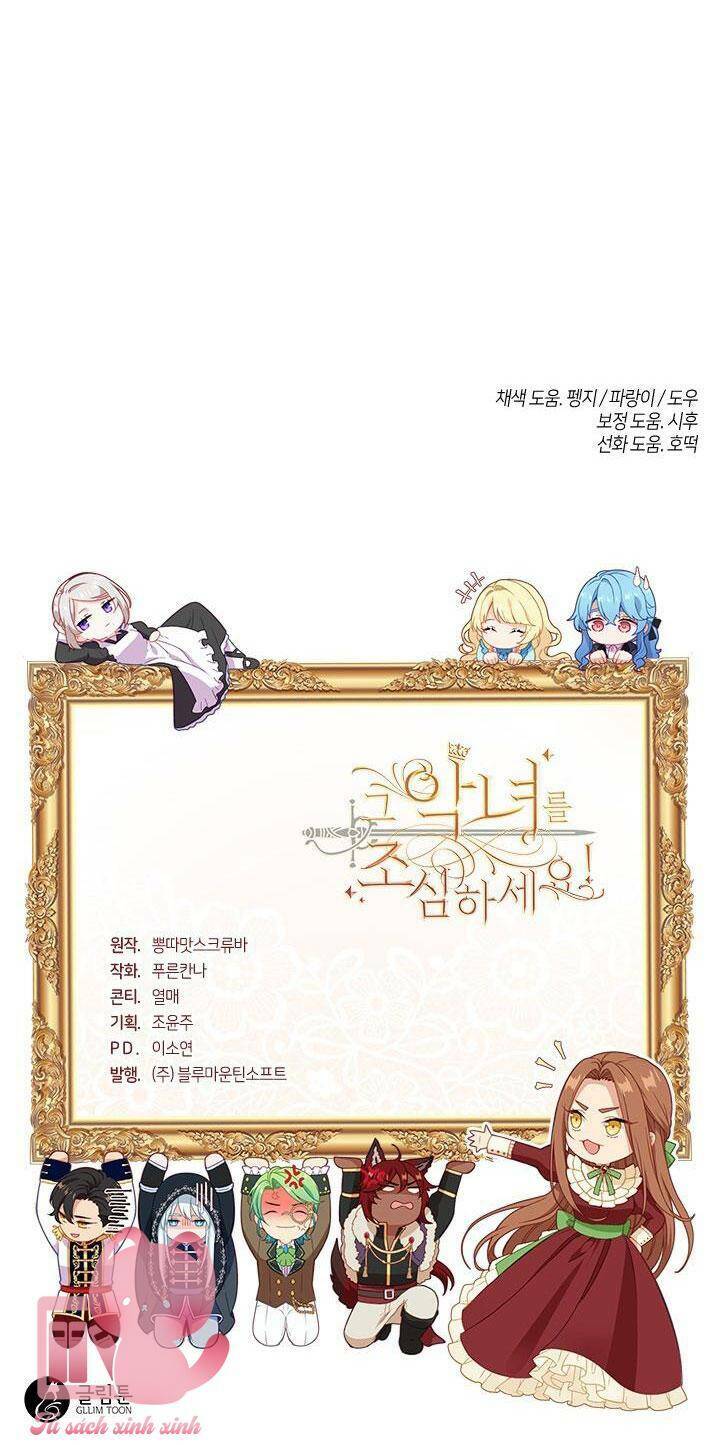 채색 도움. 펭지 / 파랑이 / 도우
보정 도움. 시후
선화 도움. 호떡
그 악녀를
조심하세요!
원작. 뽕따맛스크류바
작화. 푸른칸나
콘티. 열매
기획. 조윤주
PD. 이소연
발행. (주) 블루마운틴소프트
글림툰
GLLIM TOON
Tủ sách xinh xinh